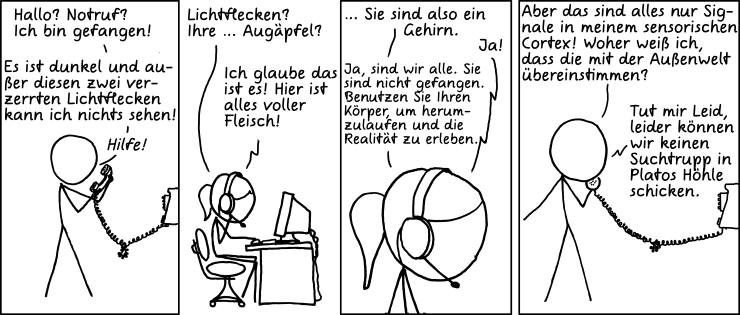 Hallo? Notruf?
Ich bin gefangen!
Es ist dunkel und au-
ßer diesen zwei ver-
zerrten Lichtflecken
kann ich nichts sehen!
Hilfe!
Lichtflecken?
Ihre ... Augäpfel?
Ich glaube das
ist es! Hier ist
alles voller
Fleisch!
... Sie sind also ein
Gehirn.
Ja!
Ja, sind wir alle. Sie
sind nicht gefangen.
Benutzen Sie Ihren
Körper, um herum-
zulaufen und die
Realität zu erleben.
Aber das sind alles nur Sig-
nale in meinem sensorischen
Cortex! Woher weiß ich,
dass die mit der Außenwelt
übereinstimmen?
Tut mir Leid,
leider können
wir keinen
Suchtrupp in
Platos Höhle
schicken.